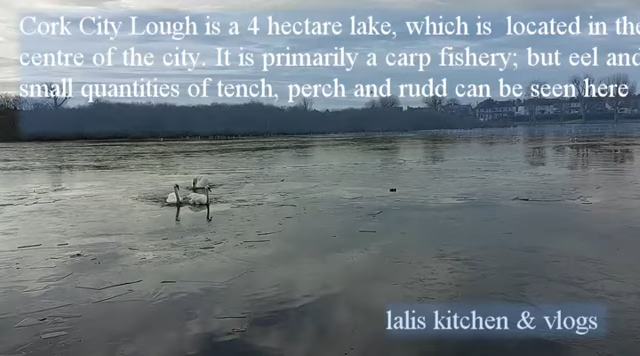 Cork City Lough is a 4 hectare lake, which is located in the
centre of the city. It is primarily a carp fishery; but eel and
small quantities of tench, perch and rudd can be seen here
lalis kitchen & vlogs